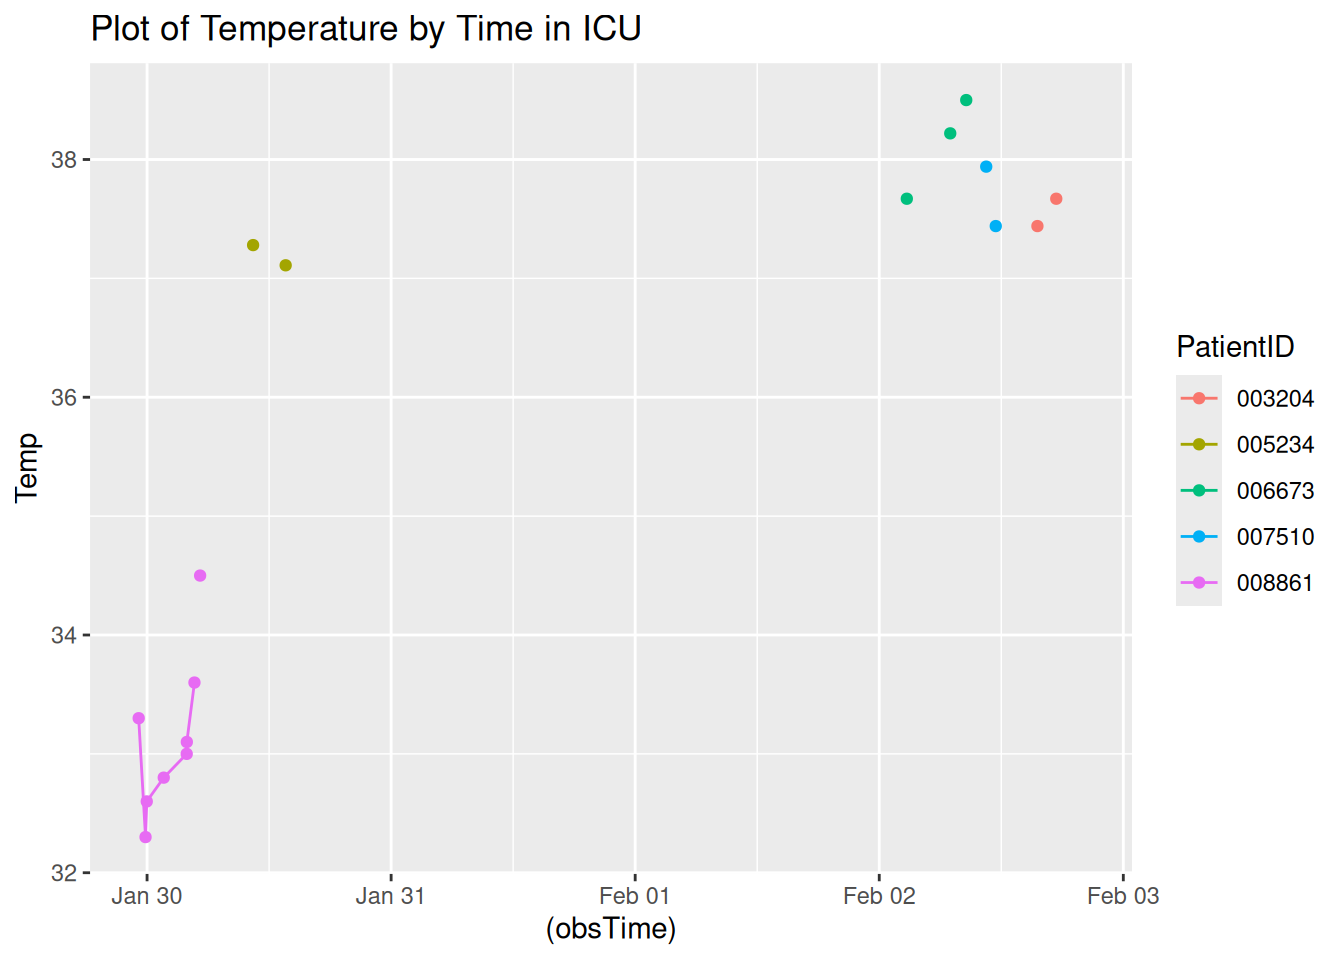 Plot of Temperature by Time in ICU
38
36
34
32
Temp
Jan 30 Jan 31 Feb 01 Feb 02 Feb 03
(obsTime)
PatientID
003204
005234
006673
007510
008861